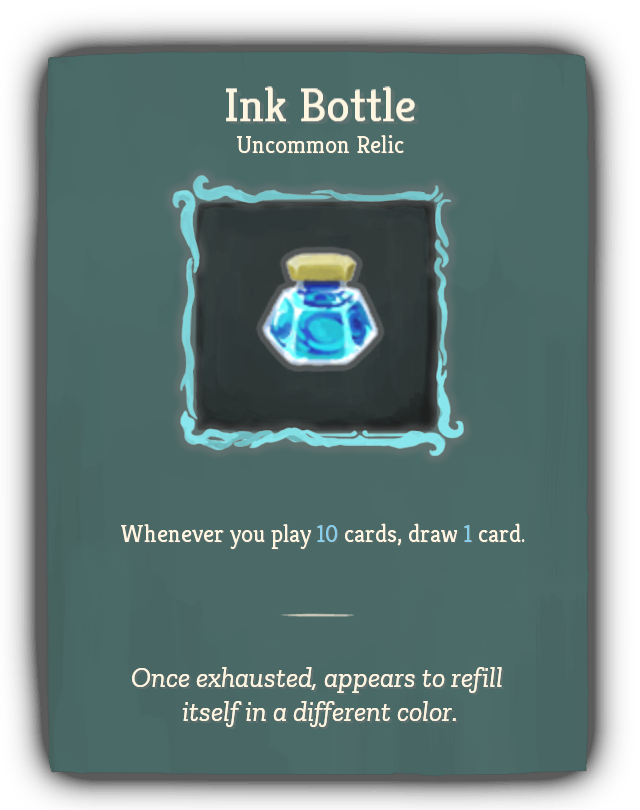 Ink Bottle
Uncommon Relic
Whenever you play 10 cards, draw 1 card.
Once exhausted, appears to refill
itself in a different color.